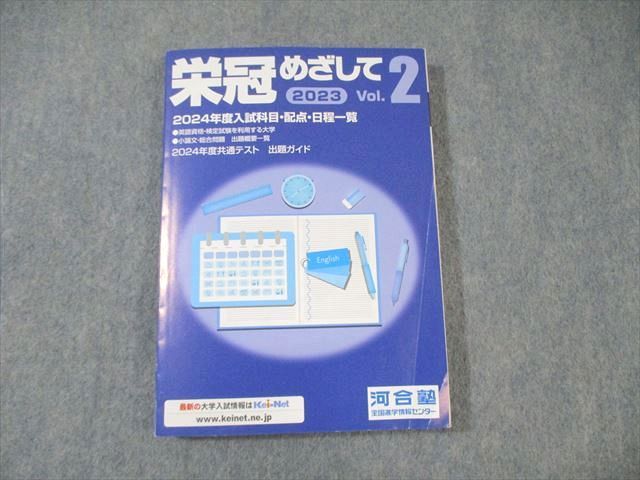 栄冠めざして
2023 Vol. 2
2024年度入試科目・配点・日程一覧
●英語資格・検定試験を利用する大学
●小論文・総合問題 出題概要一覧
2024年度共通テスト 出題ガイド
English
最新の大学入試情報は Kei-Net
www.keinet.ne.jp
河合塾
全国進学情報センター